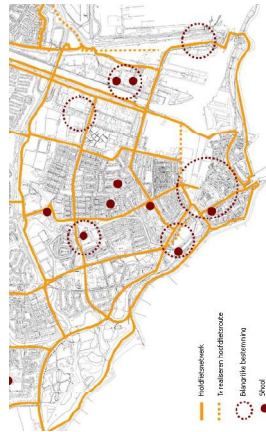 Hoofdfietsnetwerk
Te realiseren hoofdfietsroute
Belangrijke bestemming
School